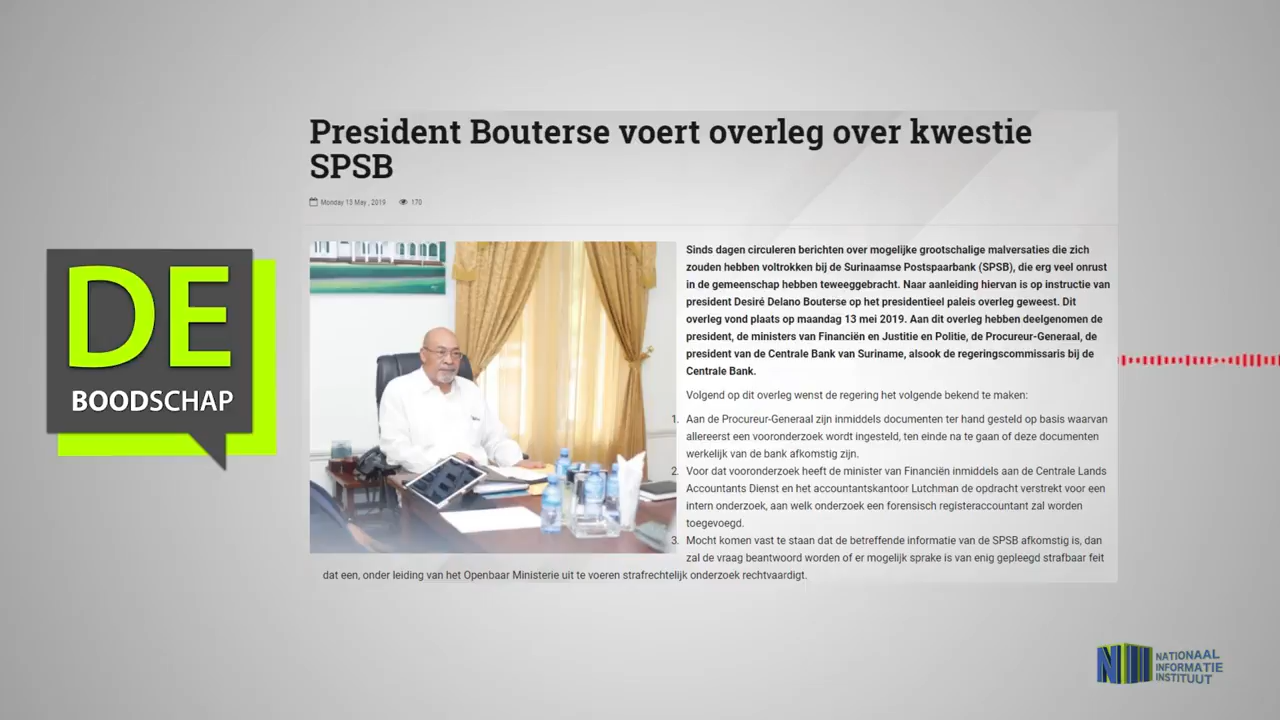 President Bouterse voert overleg over kwestie
SPSB
Monday 13 May , 2019 170
DE
BOODSCHAP
Sinds dagen circuleren berichten over mogelijke grootschalige malversaties die zich
zouden hebben voltrokken bij de Surinaamse Postspaarbank (SPSB), die erg veel onrust
in de gemeenschap hebben teweeggebracht. Naar aanleiding hiervan is op instructie van
president Desiré Delano Bouterse op het presidentieel paleis overleg geweest. Dit
overleg vond plaats op maandag 13 mei 2019. Aan dit overleg hebben deelgenomen de
president, de ministers van Financiën en Justitie en Politie, de Procureur-Generaal, de
president van de Centrale Bank van Suriname, alsook de regeringscommissaris bij de
Centrale Bank.
Volgend op dit overleg wenst de regering het volgende bekend te maken:
1. Aan de Procureur-Generaal zijn inmiddels documenten ter hand gesteld op basis waarvan
allereerst een vooronderzoek wordt ingesteld, ten einde na te gaan of deze documenten
werkelijk van de bank afkomstig zijn.
2. Voor dat vooronderzoek heeft de minister van Financiën inmiddels aan de Centrale Lands
Accountants Dienst en het accountantskantoor Lutchman de opdracht verstrekt voor een
intern onderzoek, aan welk onderzoek een forensisch registeraccountant zal worden
toegevoegd.
3. Mocht komen vast te staan dat de betreffende informatie van de SPSB afkomstig is, dan
zal de vraag beantwoord worden of er mogelijk sprake is van enig gepleegd strafbaar feit
dat een, onder leiding van het Openbaar Ministerie uit te voeren strafrechtelijk onderzoek rechtvaardigt.
NII NATIONAAL
INFORMATIE
INSTITUUT